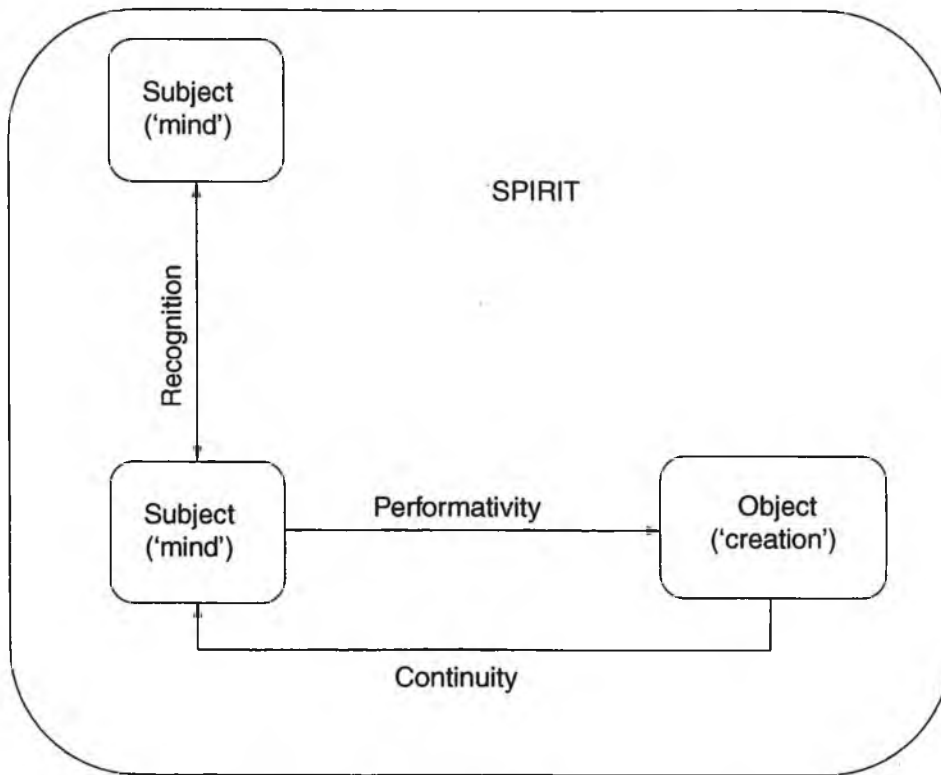 Subject
('mind')
SPIRIT
Recognition
Subject
('mind')
Performativity
Object
('creation')
Continuity